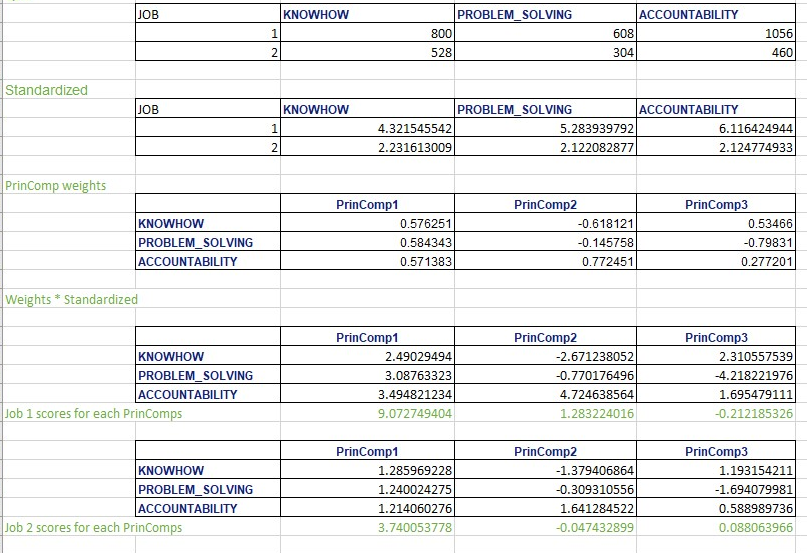 JOB KNOWHOW PROBLEM_SOLVING ACCOUNTABILITY
1 800 608 1056
2 528 304 460
Standardized
JOB KNOWHOW PROBLEM_SOLVING ACCOUNTABILITY
1 4.321545542 5.283939792 6.116424944
2 2.231613009 2.122082877 2.124774933
PrinComp weights
PrinComp1 PrinComp2 PrinComp3
KNOWHOW 0.576251 -0.618121 0.53466
PROBLEM_SOLVING 0.584343 -0.145758 -0.79831
ACCOUNTABILITY 0.571383 0.772451 0.277201
Weights * Standardized
PrinComp1 PrinComp2 PrinComp3
KNOWHOW 2.49029494 -2.671238052 2.310557539
PROBLEM_SOLVING 3.08763323 -0.770176496 -4.218221976
ACCOUNTABILITY 3.494821234 4.724638564 1.695479111
Job 1 scores for each PrinComps 9.072749404 1.283224016 -0.212185326
PrinComp1 PrinComp2 PrinComp3
KNOWHOW 1.285969228 -1.379406864 1.193154211
PROBLEM_SOLVING 1.240024275 -0.309310556 -1.694079981
ACCOUNTABILITY 1.214060276 1.641284522 0.588989736
Job 2 scores for each PrinComps 3.740053778 -0.047432899 0.088063966